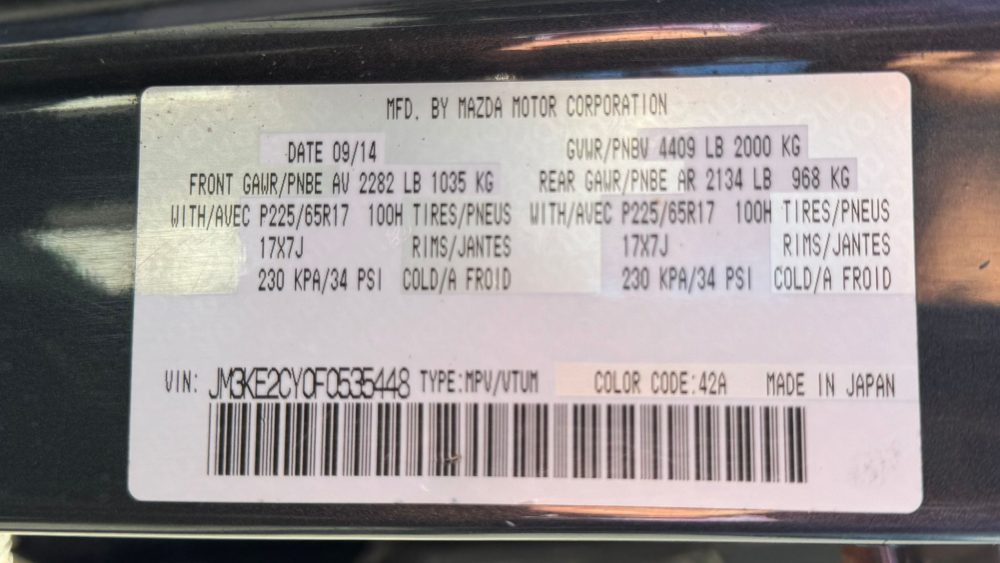 MFD. BY MAZDA MOTOR CORPORATION
DATE 09/14 GVWR/PNBV 4409 LB 2000 KG
FRONT GAWR/PNBE AV 2282 LB 1035 KG REAR GAWR/PNBE AR 2134 LB 968 KG
WITH/AVEC P225/65R17 100H TIRES/PNEUS WITH/AVEC P225/65R17 100H TIRES/PNEUS
17X7J RIMS/JANTES 17X7J RIMS/JANTES
230 KPA/34 PSI COLD/A FROID 230 KPA/34 PSI COLD/A FROID
VIN: JM3KE2CY0F0535448 TYPE:MPV/VTUM COLOR CODE:42A MADE IN JAPAN